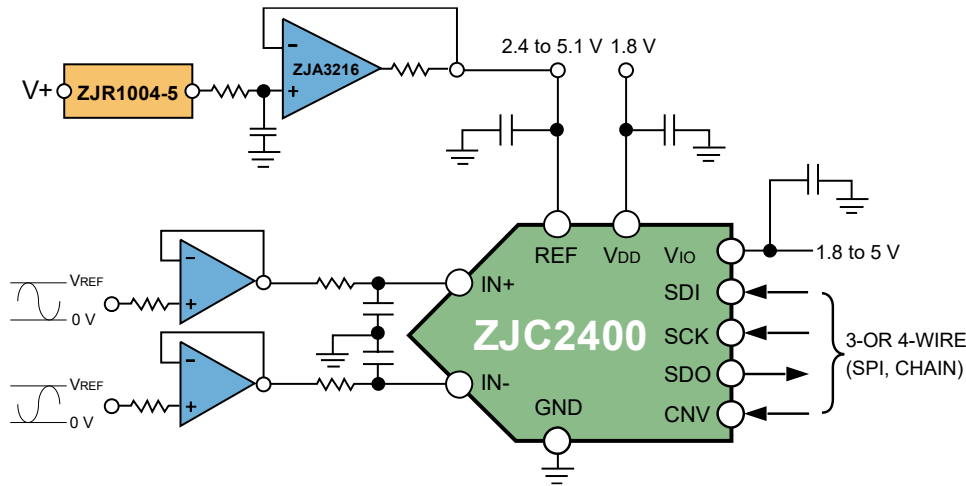 2.4 to 5.1 V
1.8 V
−
ZJA3216
+
V+
ZJR1004-5
REF
VDD
VIO
1.8 to 5 V
IN+
SDI
−
+
VREF
0 V
ZJC2400
SCK
3-OR 4-WIRE
(SPI, CHAIN)
SDO
−
+
VREF
0 V
IN-
GND
CNV